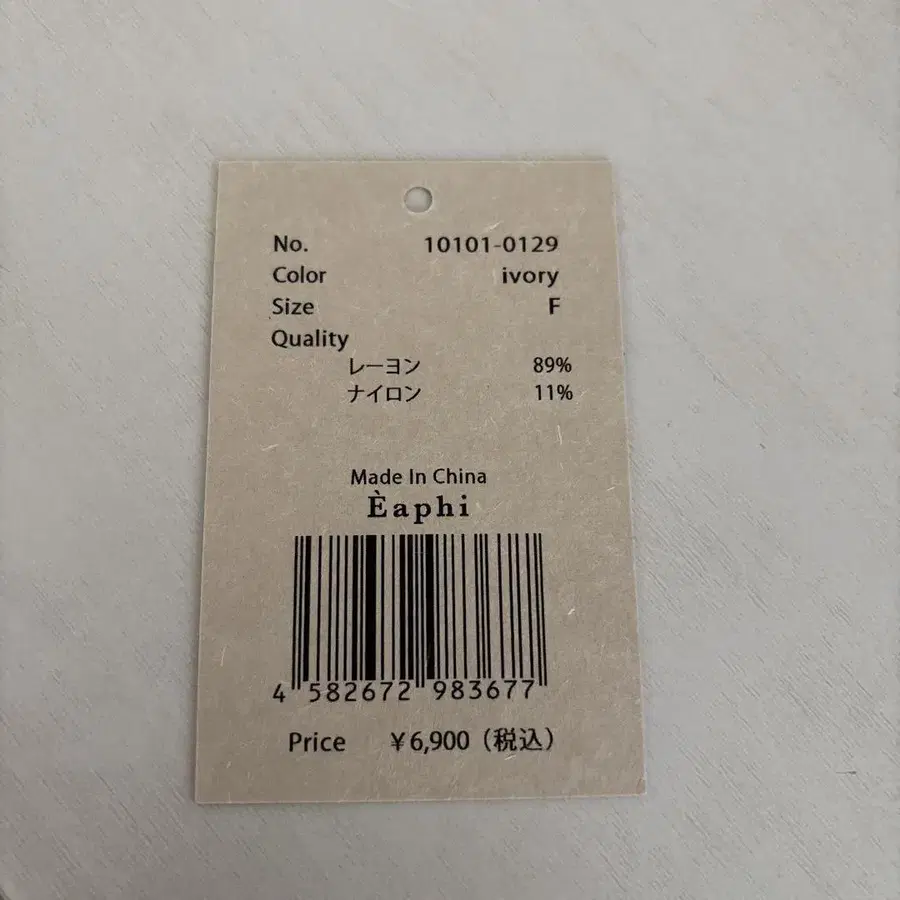 No. 10101-0129
Color ivory
Size F
Quality
レーヨン 89%
ナイロン 11%
Made In China
Èaphi
4 582672 983677
Price ¥6,900（税込）